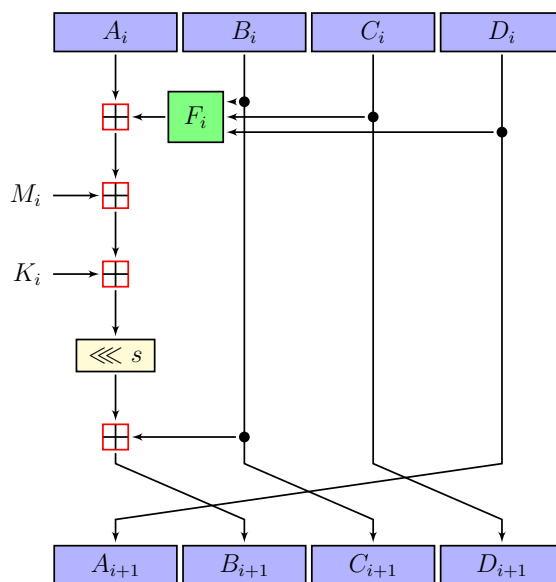 A_i B_i C_i D_i
F_i
M_i
K_i
⋘ s
A_{i+1} B_{i+1} C_{i+1} D_{i+1}